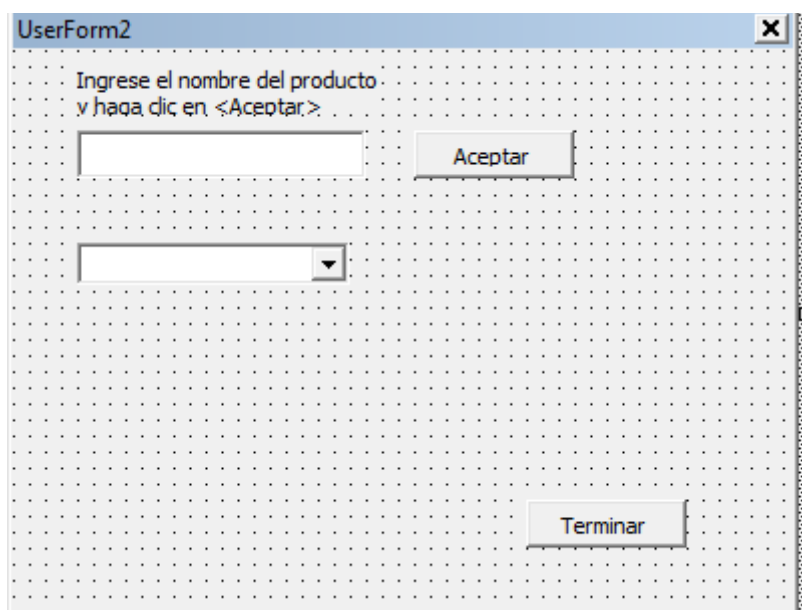 UserForm2
Ingrese el nombre del producto
y haga clic en <Aceptar>
Aceptar
Terminar